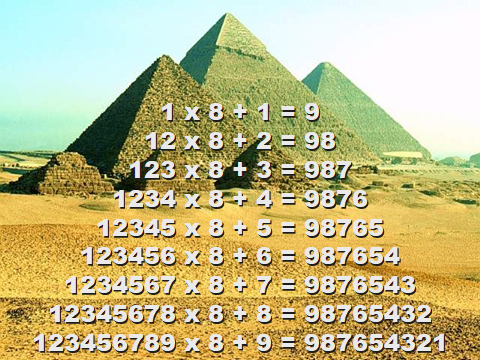 1 x 8 + 1 = 9
12 x 8 + 2 = 98
123 x 8 + 3 = 987
1234 x 8 + 4 = 9876
12345 x 8 + 5 = 98765
123456 x 8 + 6 = 987654
1234567 x 8 + 7 = 9876543
12345678 x 8 + 8 = 98765432
123456789 x 8 + 9 = 987654321